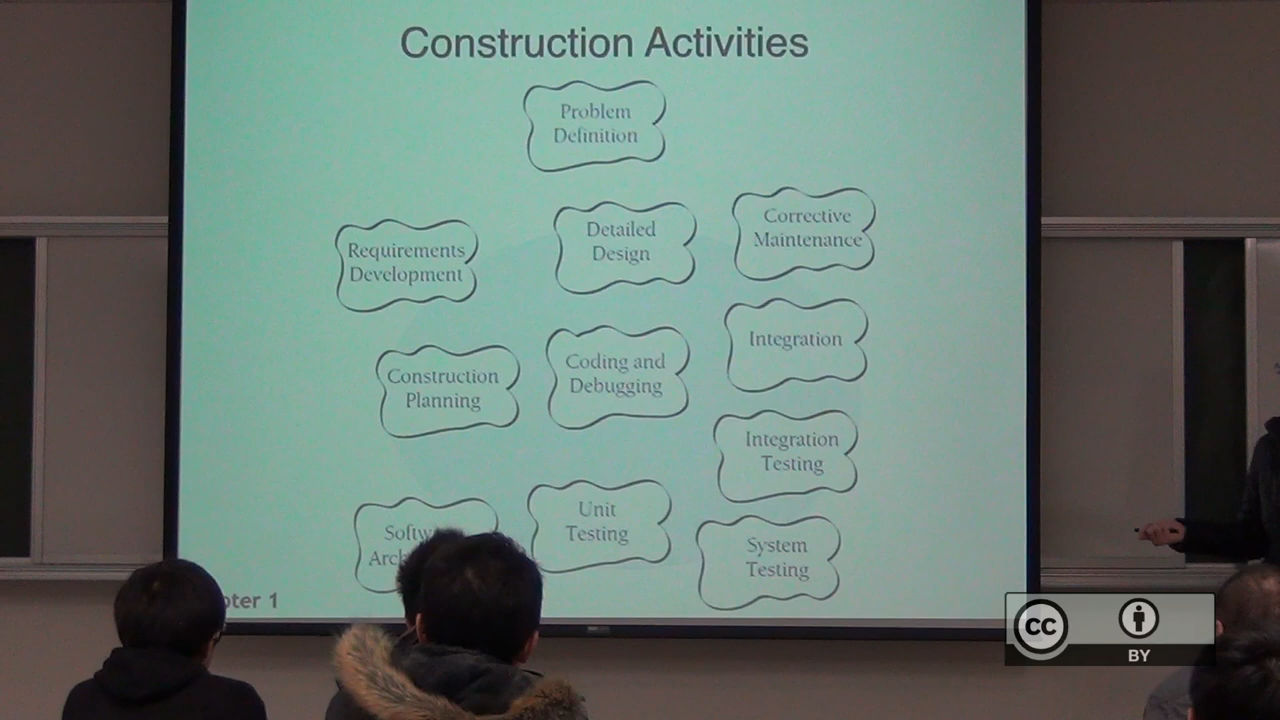 Construction Activities
Problem
Definition
Requirements
Development
Detailed
Design
Corrective
Maintenance
Construction
Planning
Coding and
Debugging
Integration
Integration
Testing
Unit
Testing
System
Testing
1
CC
BY